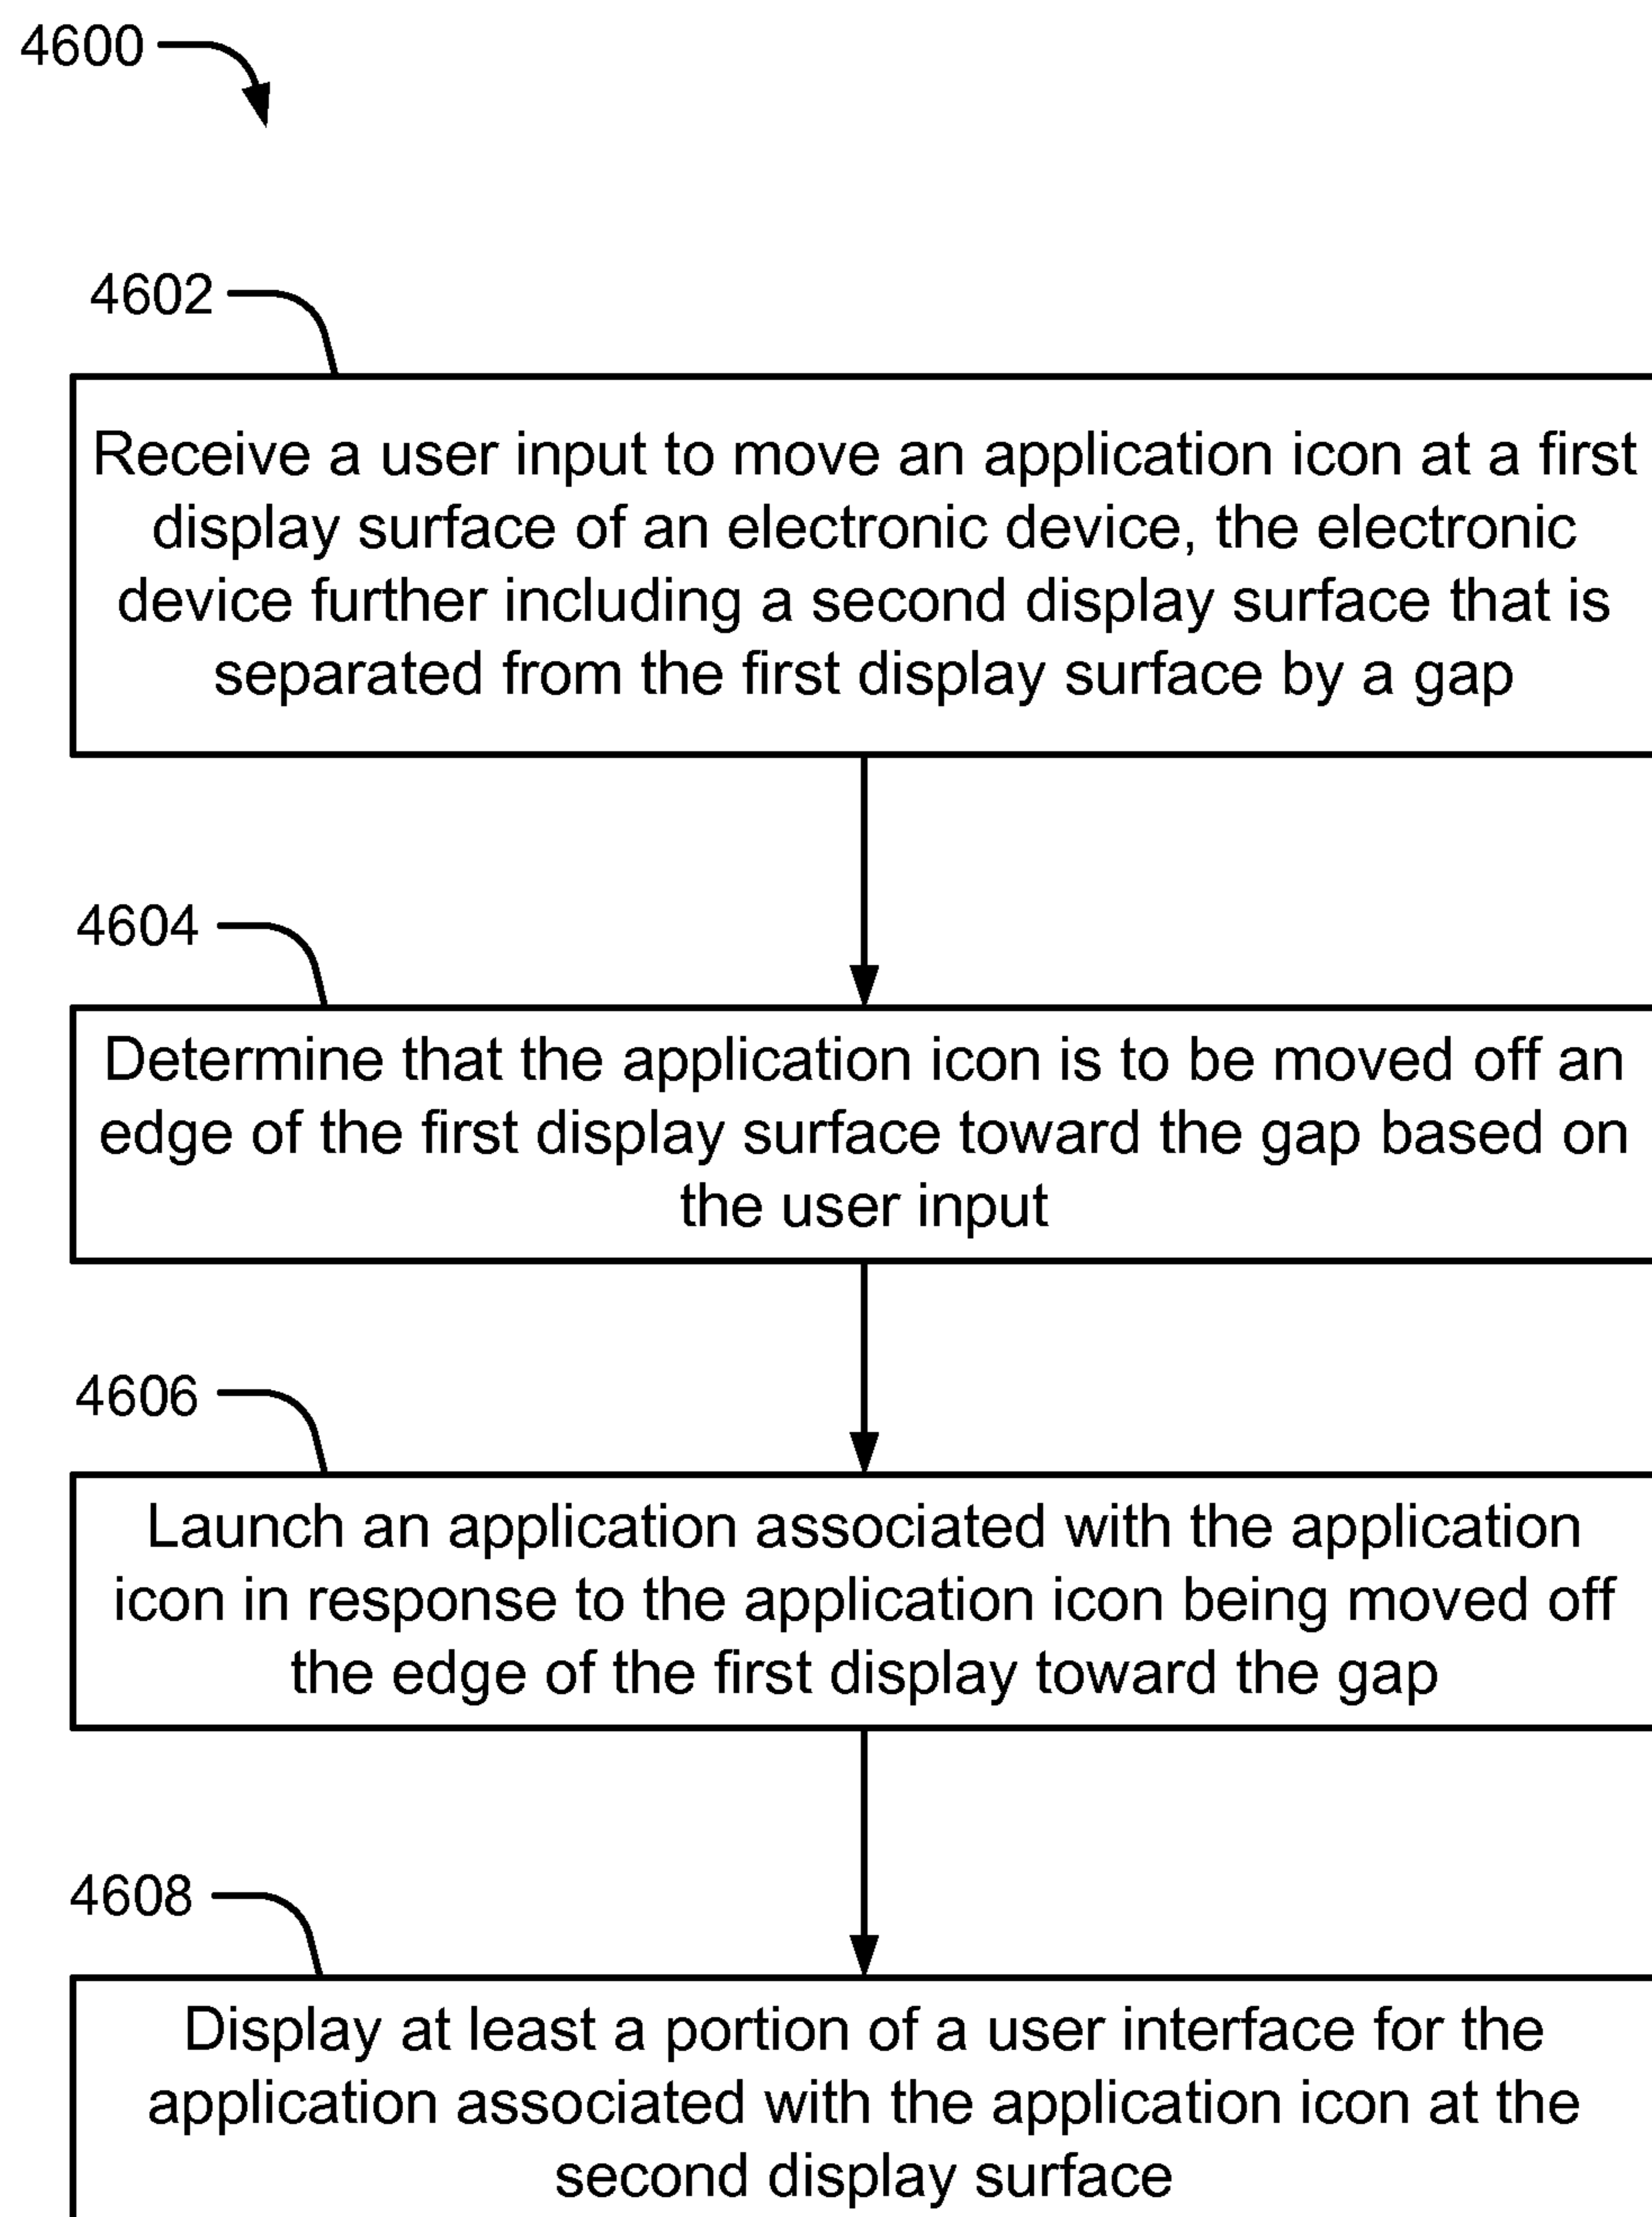 4600
4602
Receive a user input to move an application icon at a first
display surface of an electronic device, the electronic
device further including a second display surface that is
separated from the first display surface by a gap
4604
Determine that the application icon is to be moved off an
edge of the first display surface toward the gap based on
the user input
4606
Launch an application associated with the application
icon in response to the application icon being moved off
the edge of the first display toward the gap
4608
Display at least a portion of a user interface for the
application associated with the application icon at the
second display surface